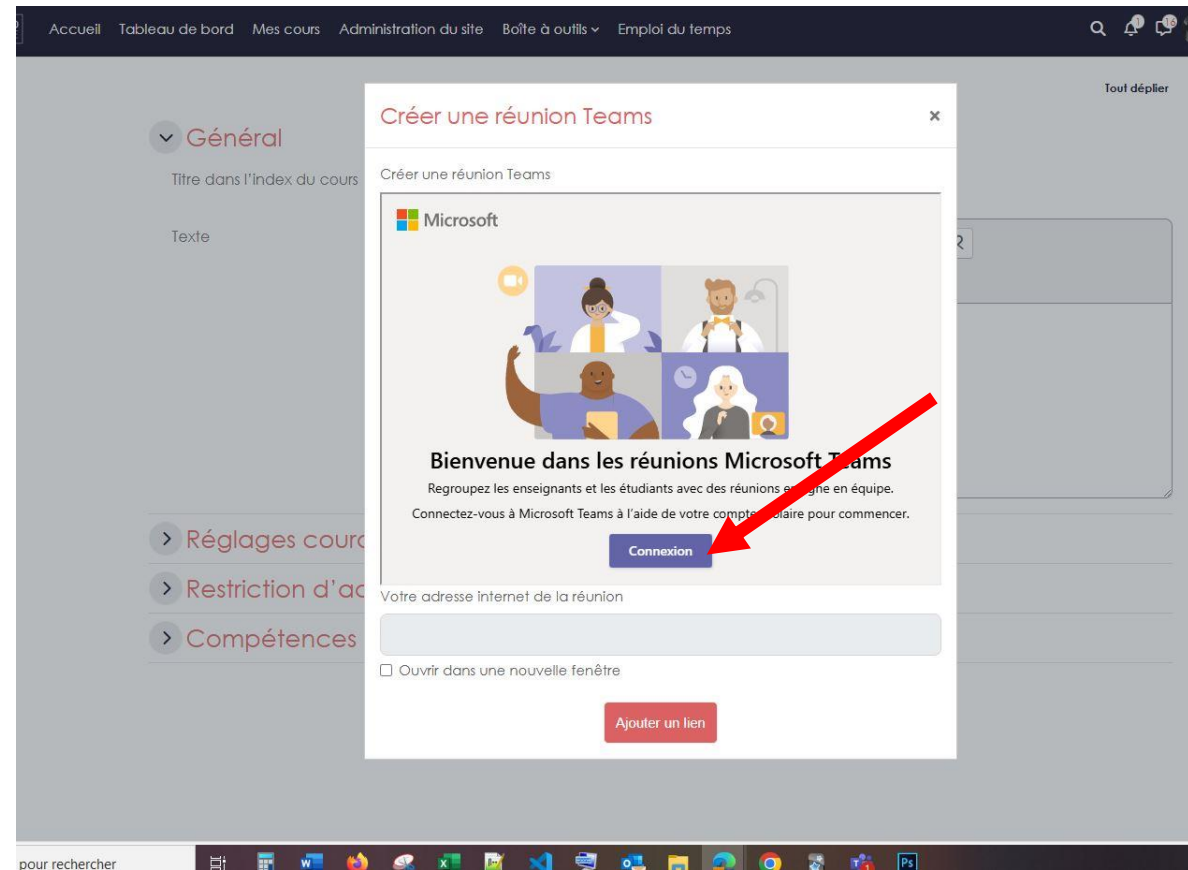 Accueil Tableau de bord Mes cours Administration du site Boîte à outils Emploi du temps
1 16
Tout déplier
Créer une réunion Teams ×
Général
Titre dans l'index du cours
Créer une réunion Teams
Texte
Microsoft
Bienvenue dans les réunions Microsoft Teams
Regroupez les enseignants et les étudiants avec des réunions en ligne en équipe.
Connectez-vous à Microsoft Teams à l'aide de votre compte scolaire pour commencer.
Connexion
Réglages
Restriction
Votre adresse internet de la réunion
Compétences
Ouvrir dans une nouvelle fenêtre
Ajouter un lien
pour rechercher
Ps